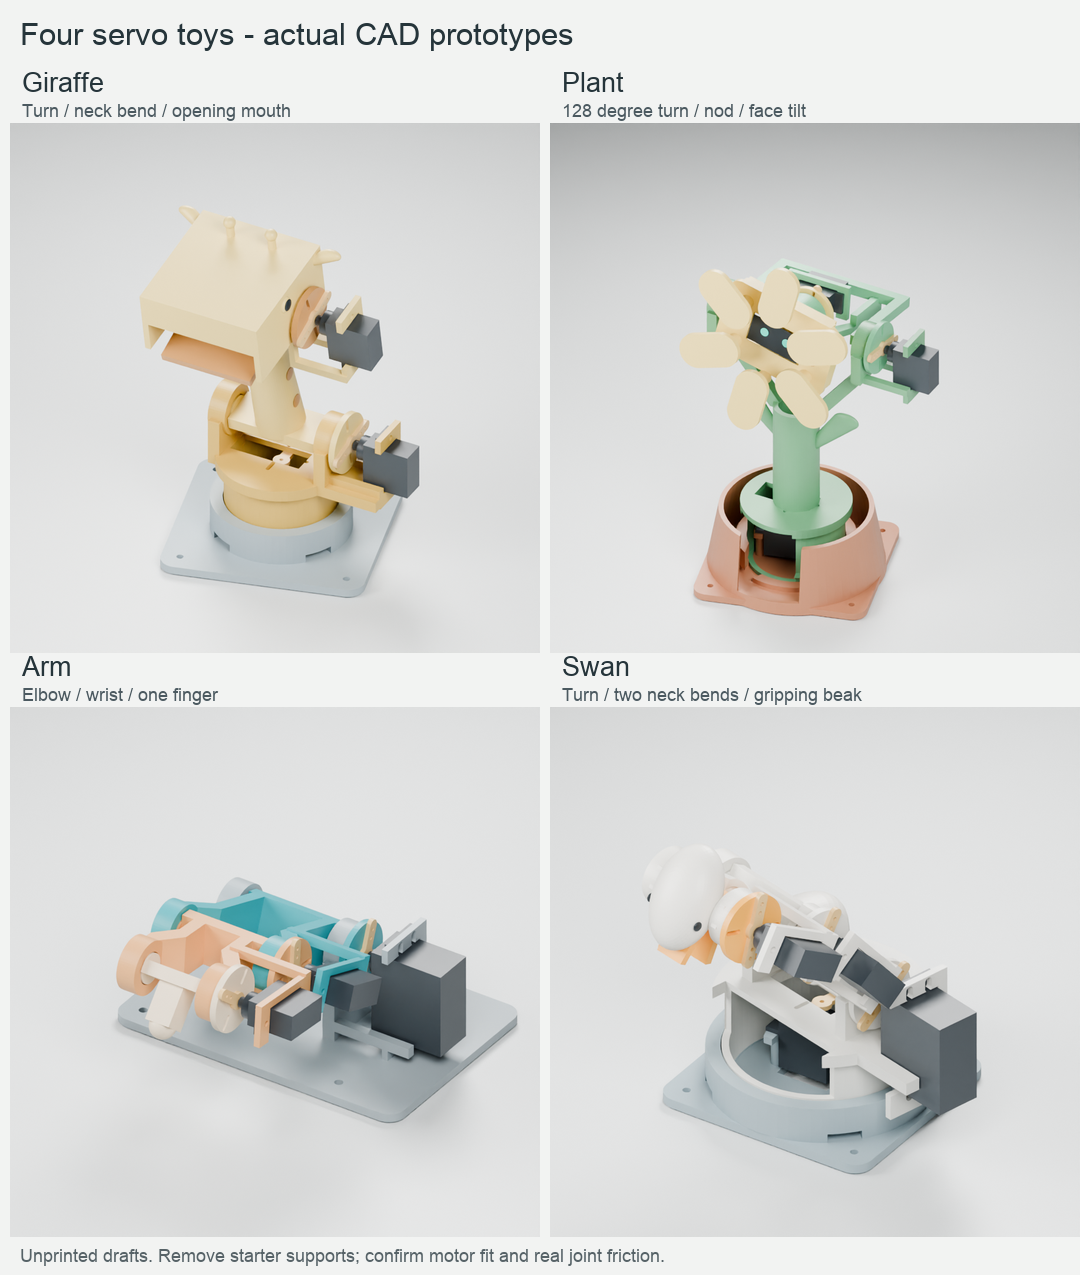 Four servo toys - actual CAD prototypes
Giraffe
Turn / neck bend / opening mouth
Plant
128 degree turn / nod / face tilt
Arm
Elbow / wrist / one finger
Swan
Turn / two neck bends / gripping beak
Unprinted drafts. Remove starter supports; confirm motor fit and real joint friction.